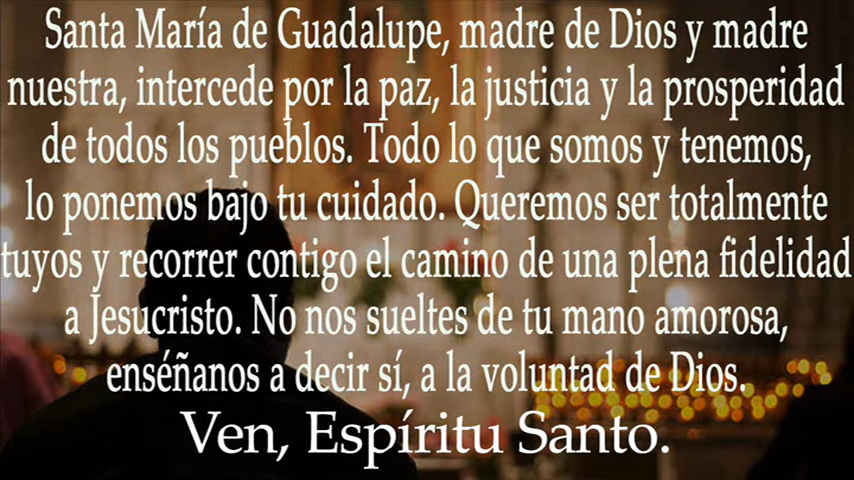 Santa María de Guadalupe, madre de Dios y madre
nuestra, intercede por la paz, la justicia y la prosperidad
de todos los pueblos. Todo lo que somos y tenemos,
lo ponemos bajo tu cuidado. Queremos ser totalmente
tuyos y recorrer contigo el camino de una plena fidelidad
a Jesucristo. No nos sueltes de tu mano amorosa,
enséñanos a decir sí, a la voluntad de Dios.
Ven, Espíritu Santo.